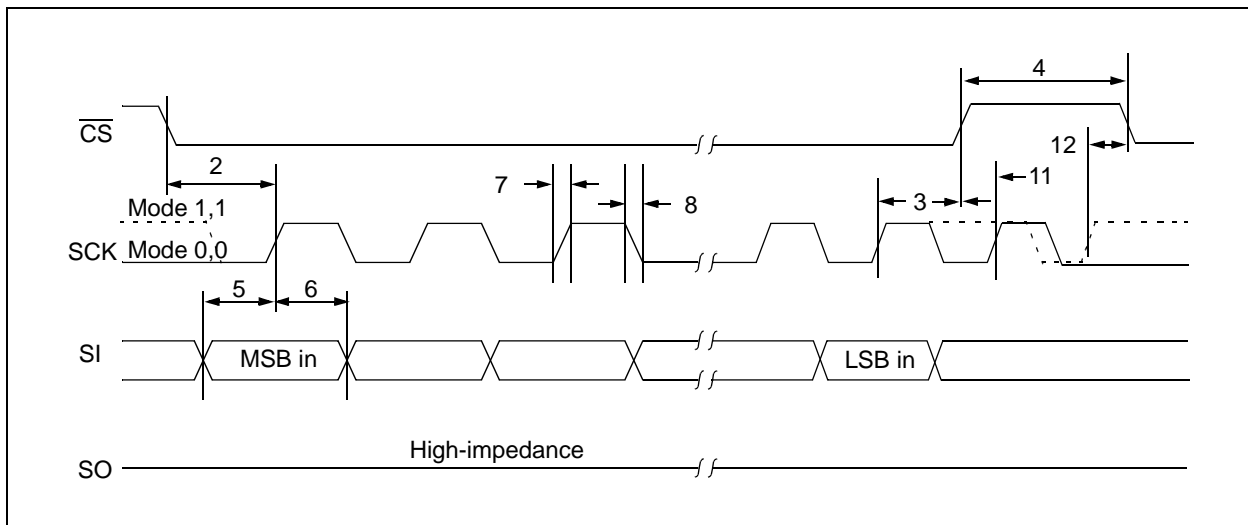 4
CS
12
2
7
8
3
11
Mode 1,1
SCK Mode 0,0
5 6
SI MSB in LSB in
High-impedance
SO